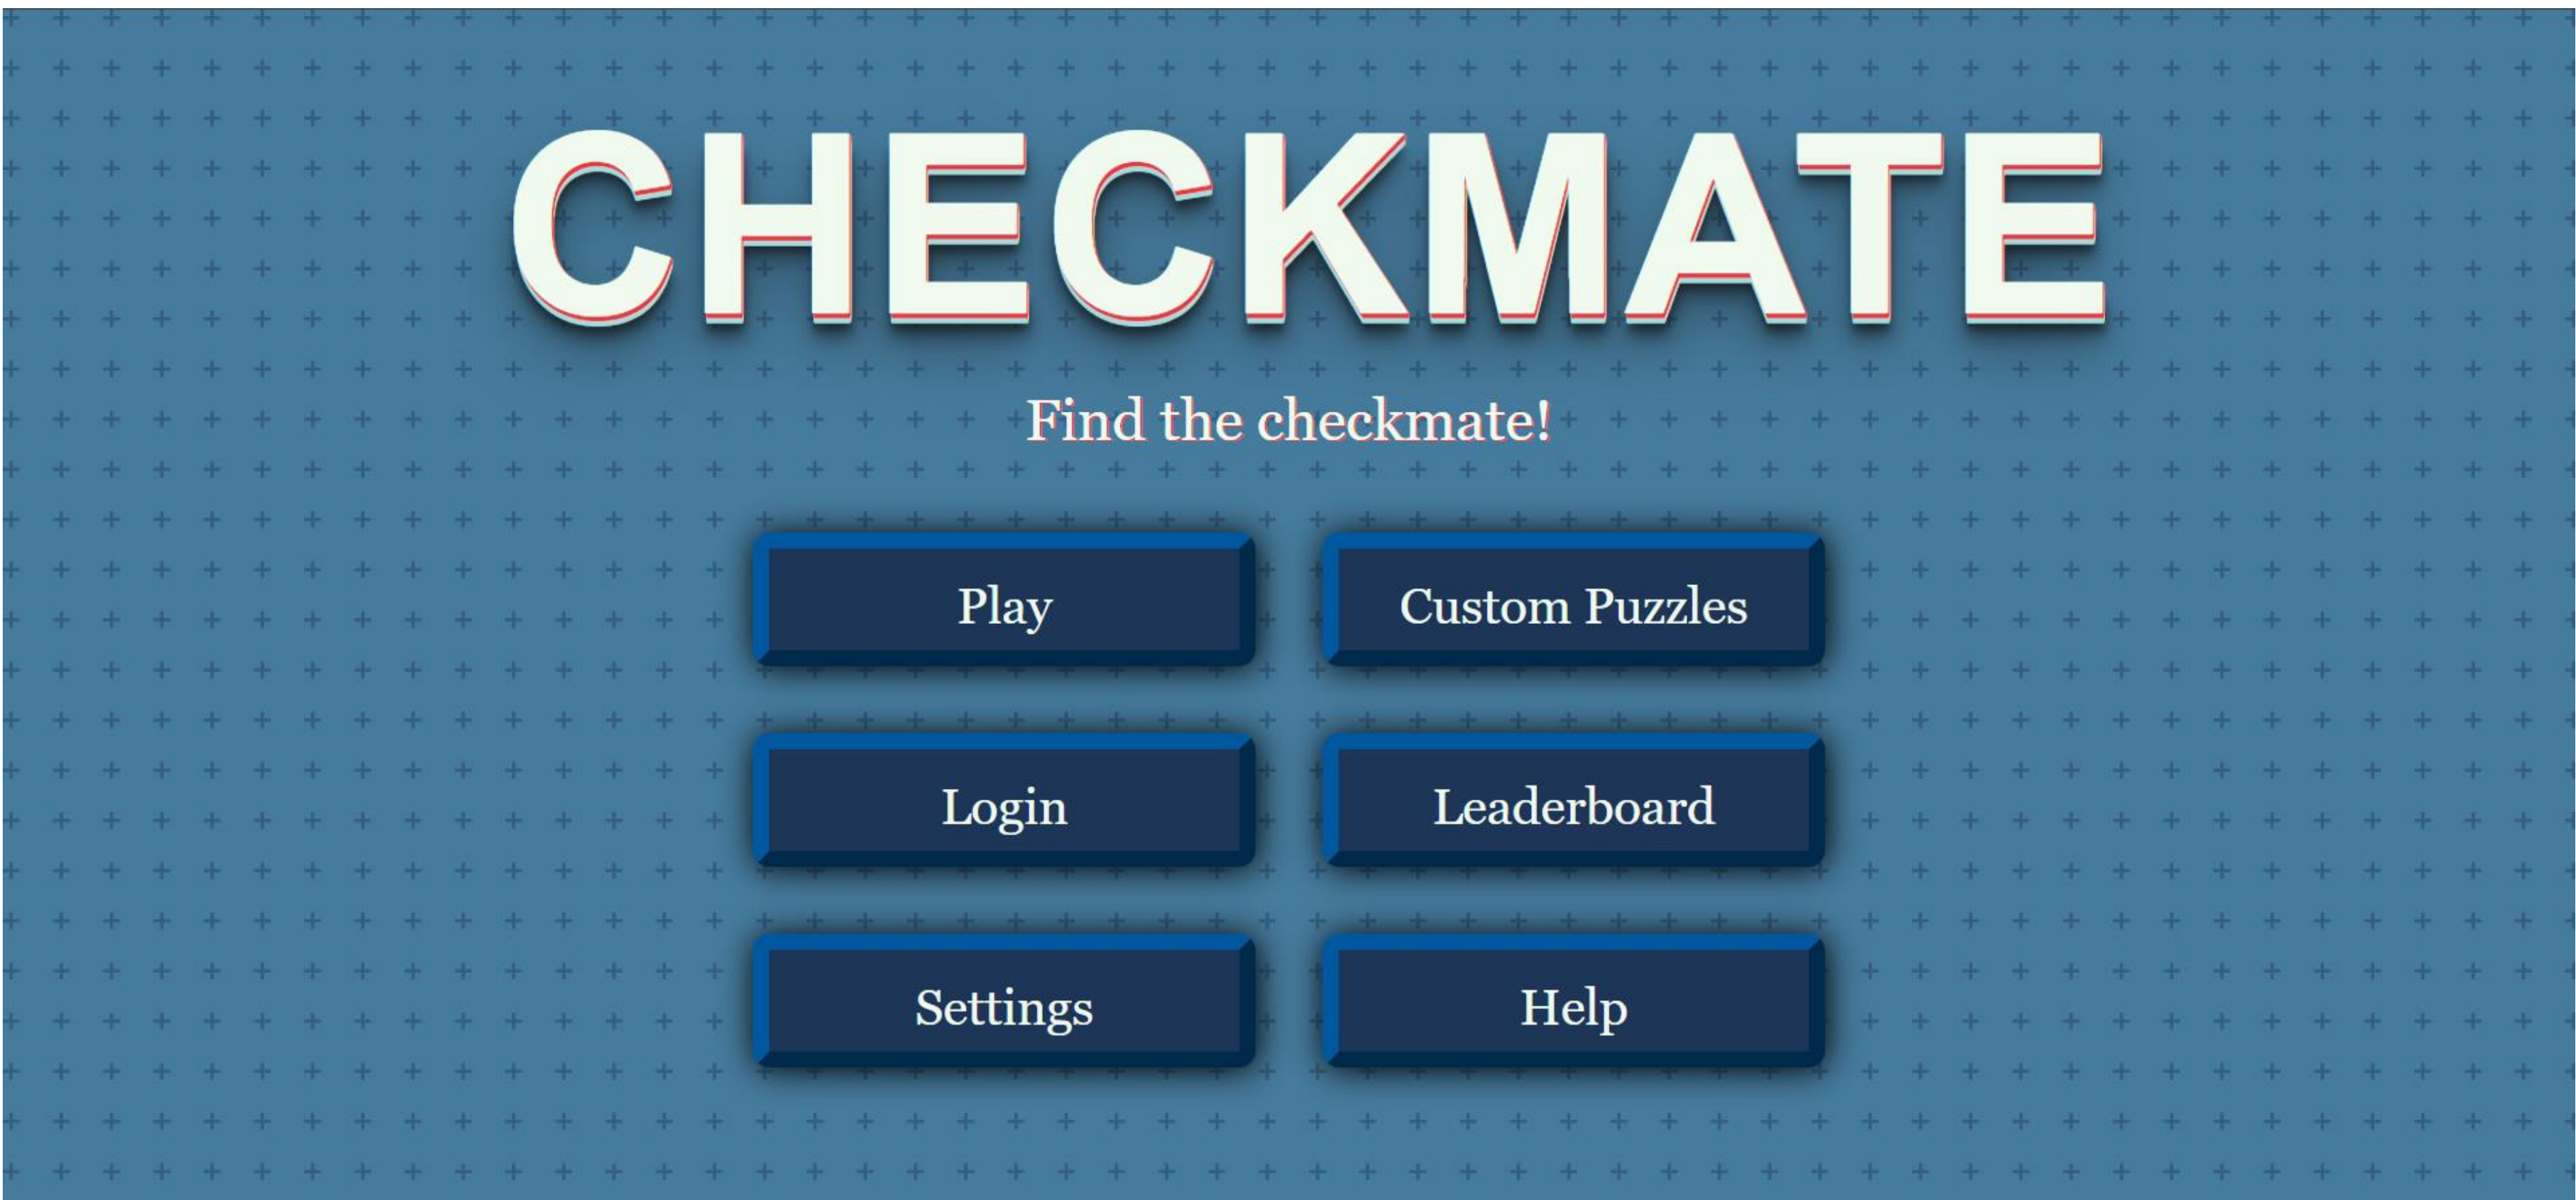 CHECKMATE
Find the checkmate!
Play
Custom Puzzles
Login
Leaderboard
Settings
Help